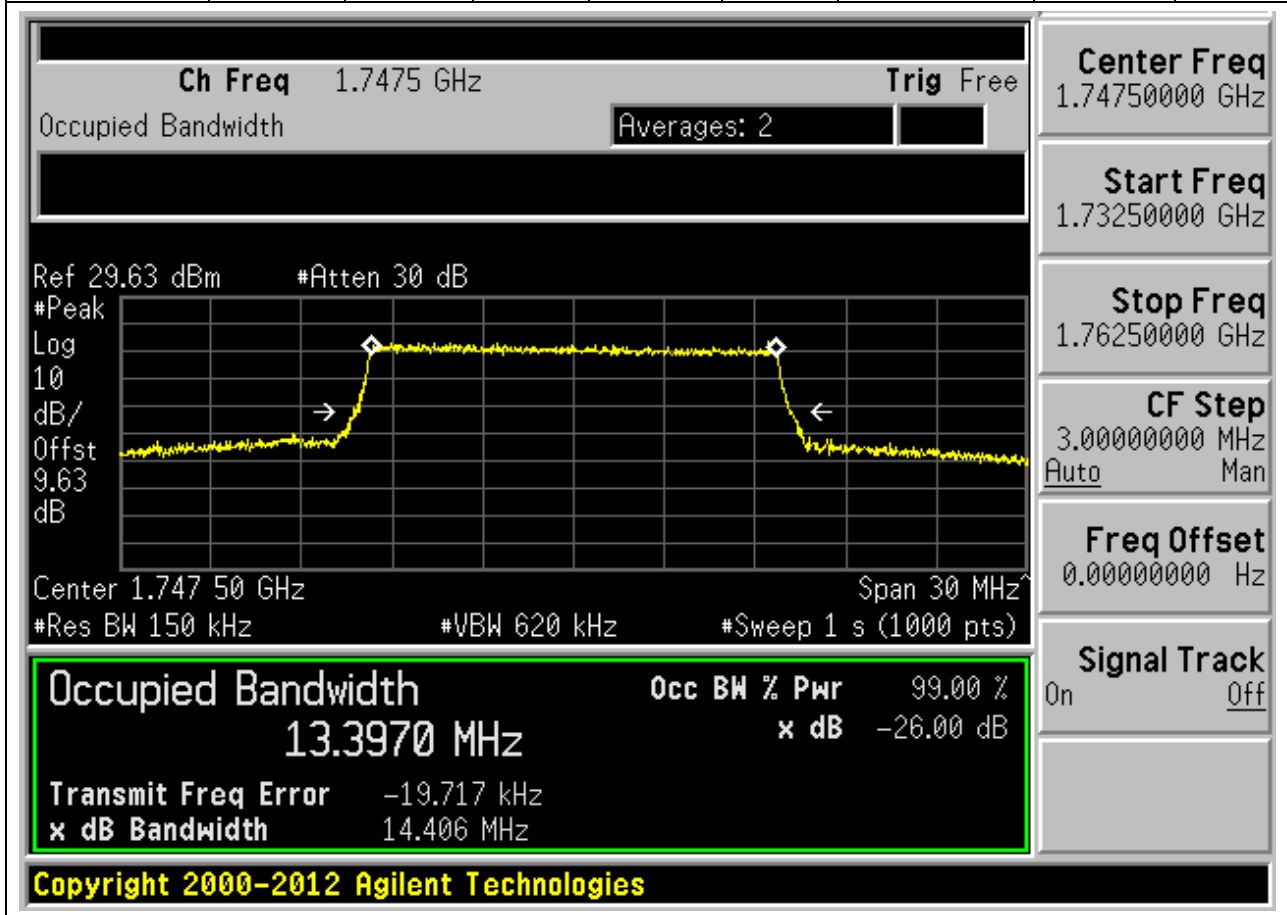 Ch Freq 1.7475 GHz Trig Free
Occupied Bandwidth Averages: 2
Ref 29.63 dBm #Atten 30 dB
#Peak
Log
10
dB/
Offst
9.63
dB
Center 1.747 50 GHz Span 30 MHz^
#Res BW 150 kHz #VBW 620 kHz #Sweep 1 s (1000 pts)
Occupied Bandwidth Occ BW % Pwr 99.00 %
13.3970 MHz x dB -26.00 dB
Transmit Freq Error -19.717 kHz
x dB Bandwidth 14.406 MHz
Copyright 2000-2012 Agilent Technologies
Center Freq
1.74750000 GHz
Start Freq
1.73250000 GHz
Stop Freq
1.76250000 GHz
CF Step
3.00000000 MHz
Auto Man
Freq Offset
0.00000000 Hz
Signal Track
On Off